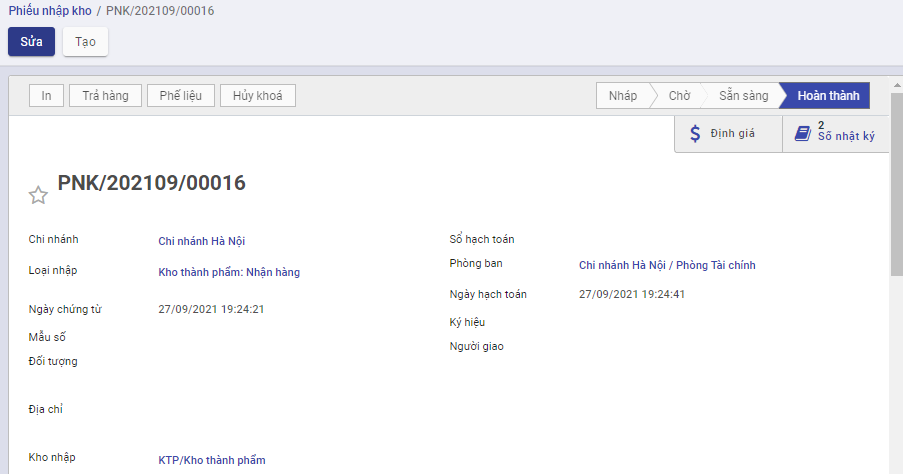 Phiếu nhập kho / PNK/202109/00016
Sửa Tạo
In Trả hàng Phế liệu Hủy khoá Nháp Chờ Sẵn sàng Hoàn thành
Định giá 2 Sổ nhật ký
PNK/202109/00016
Chi nhánh Chi nhánh Hà Nội Sổ hạch toán
Loại nhập Kho thành phẩm: Nhận hàng Phòng ban Chi nhánh Hà Nội / Phòng Tài chính
Ngày chứng từ 27/09/2021 19:24:21 Ngày hạch toán 27/09/2021 19:24:41
Mẫu số Ký hiệu
Đối tượng Người giao
Địa chỉ
Kho nhập KTP/Kho thành phẩm